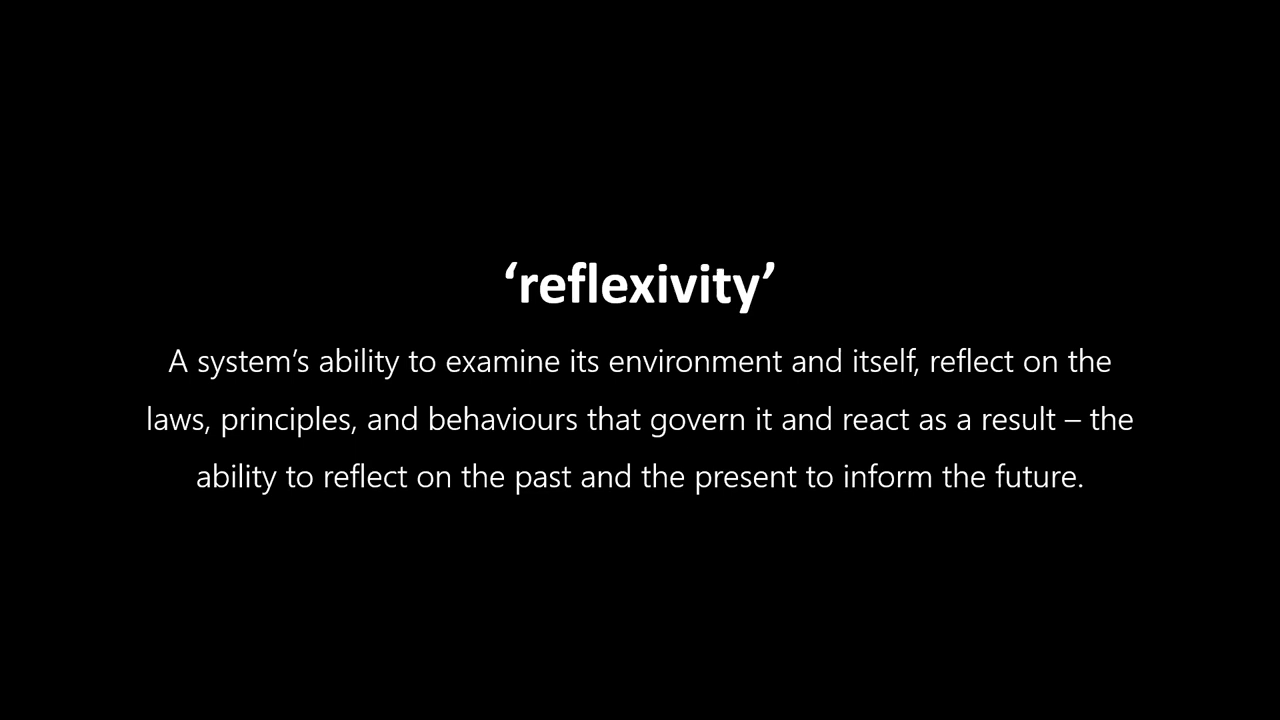 ‘reflexivity’
A system’s ability to examine its environment and itself, reflect on the
laws, principles, and behaviours that govern it and react as a result – the
ability to reflect on the past and the present to inform the future.